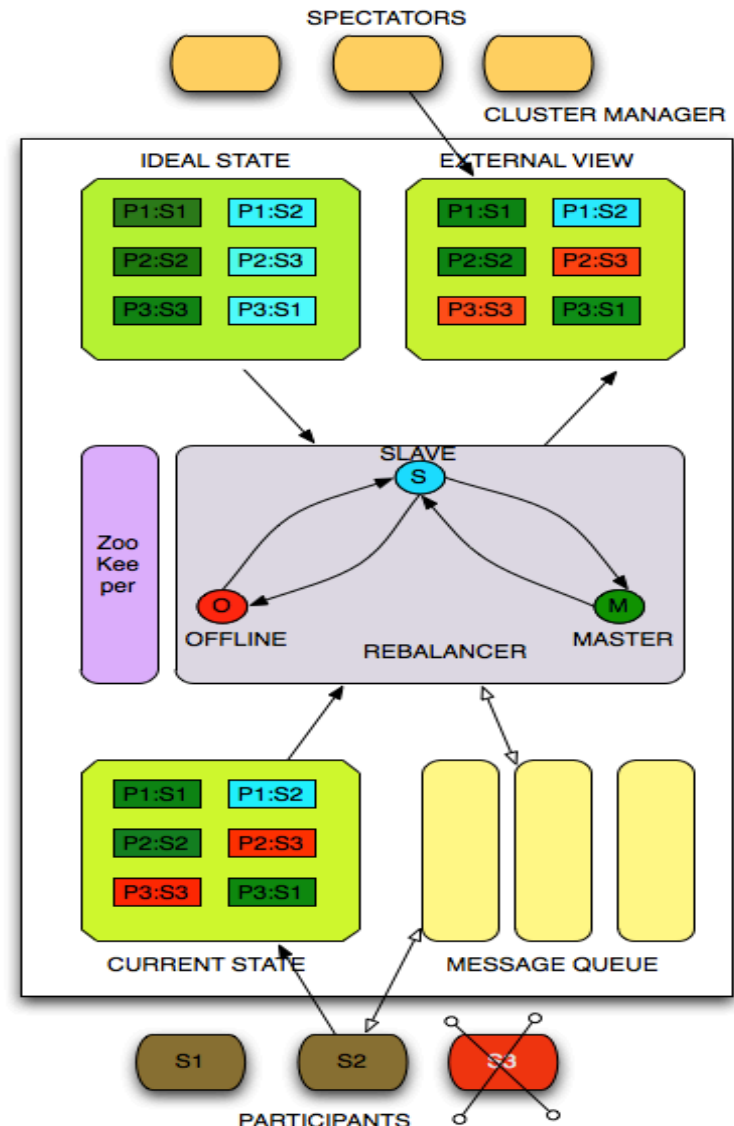 SPECTATORS
CLUSTER MANAGER
IDEAL STATE
EXTERNAL VIEW
P1:S1 P1:S2
P2:S2 P2:S3
P3:S3 P3:S1
P1:S1 P1:S2
P2:S2 P2:S3
P3:S3 P3:S1
Zoo
Kee
per
SLAVE
S
O
OFFLINE
M
MASTER
REBALANCER
P1:S1 P1:S2
P2:S2 P2:S3
P3:S3 P3:S1
CURRENT STATE
MESSAGE QUEUE
S1
S2
S3
PARTICIPANTS